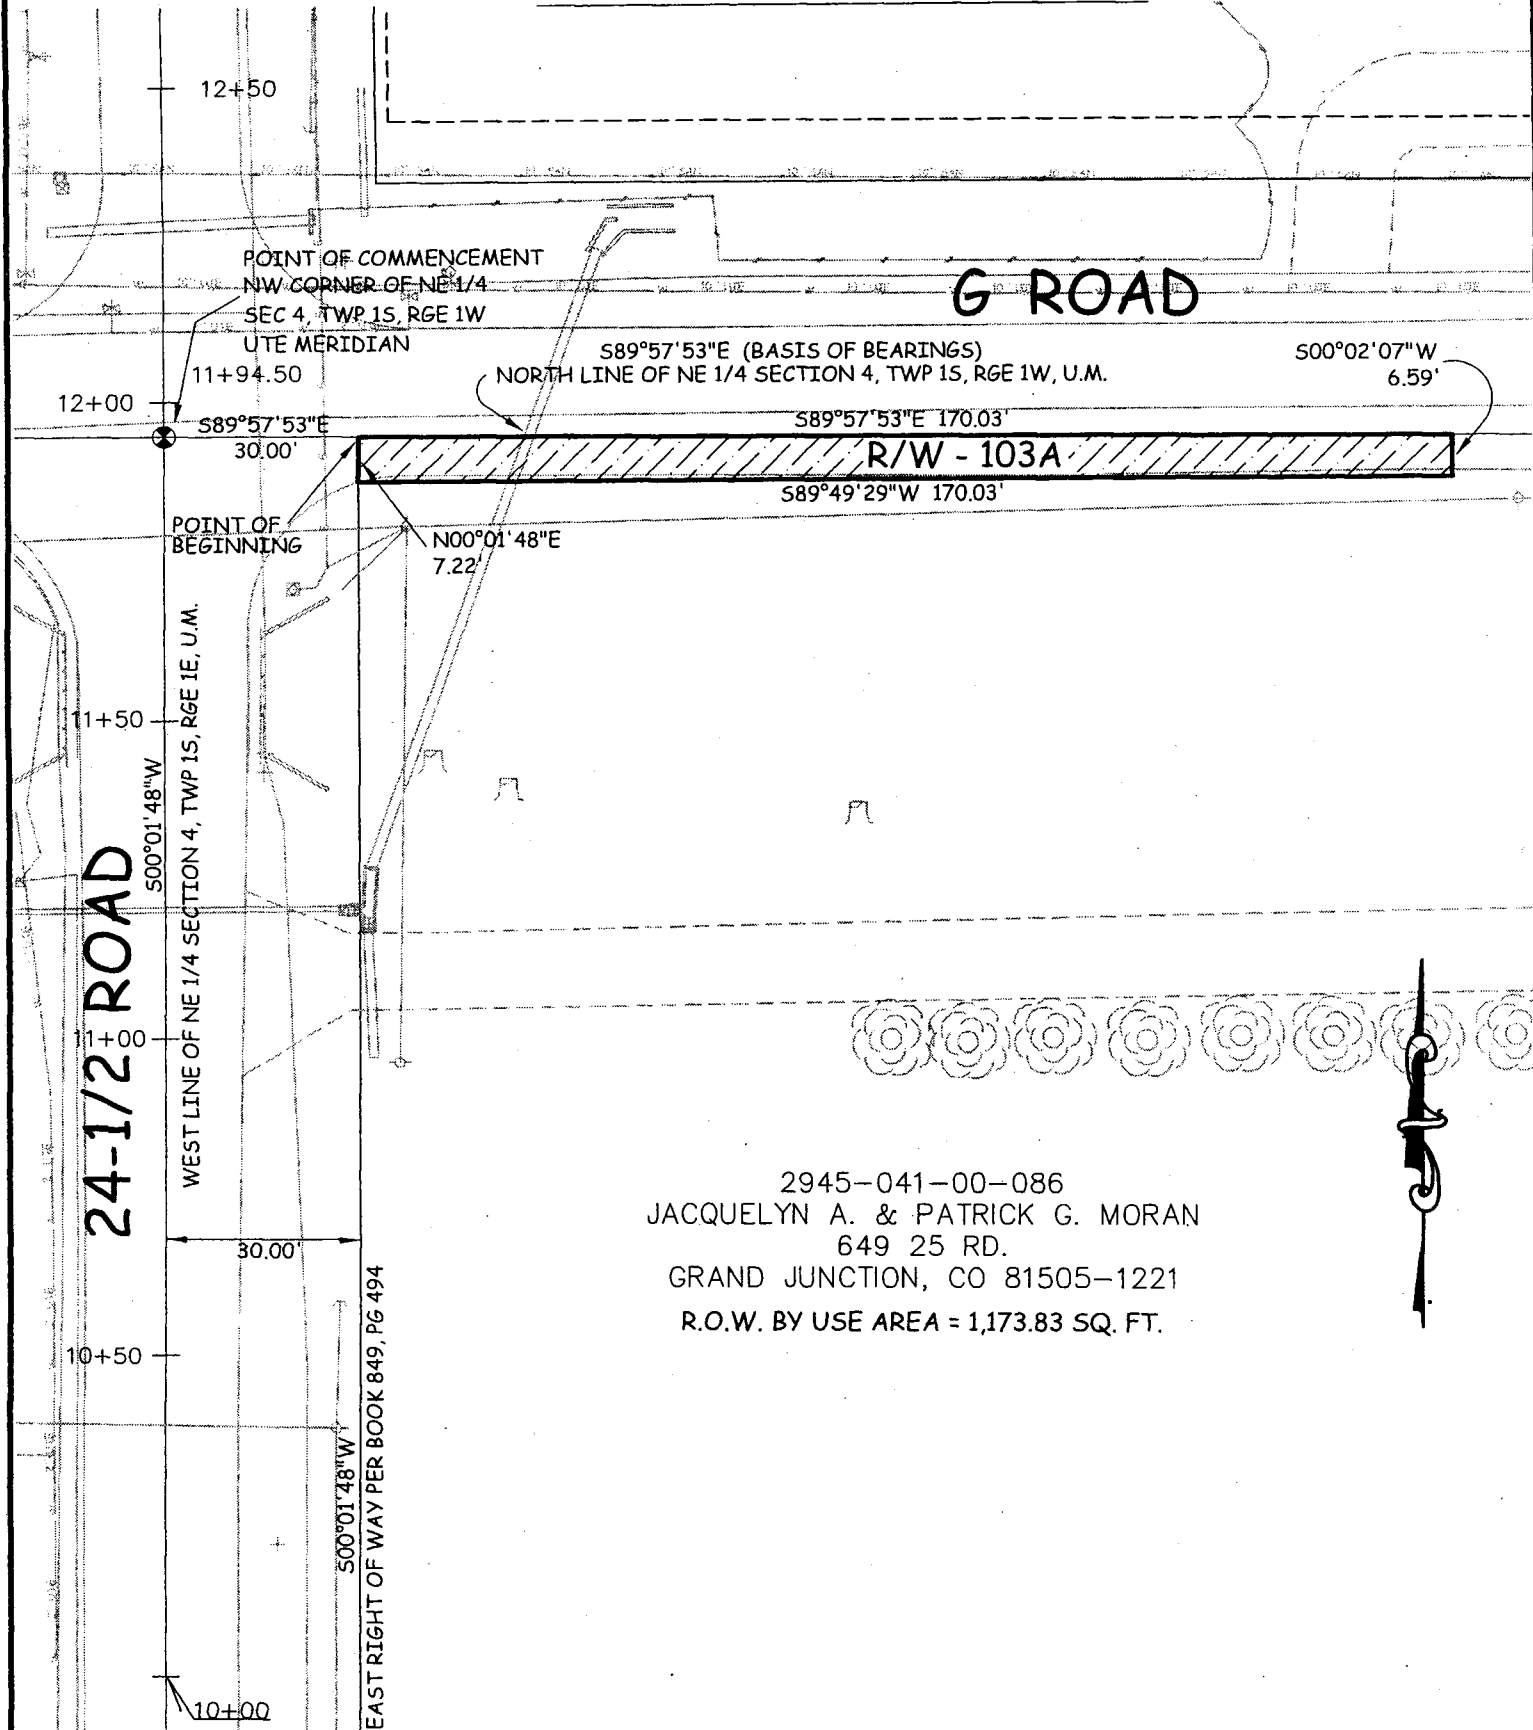 12+50
POINT OF COMMENCEMENT
NW CORNER OF NE 1/4
SEC 4, TWP 1S, RGE 1W
UTE MERIDIAN
11+94.50
12+00
G ROAD
S89°57'53"E (BASIS OF BEARINGS)
NORTH LINE OF NE 1/4 SECTION 4, TWP 1S, RGE 1W, U.M.
S00°02'07"W
6.59'
S89°57'53"E
30.00'
S89°57'53"E 170.03'
R/W - 103A
S89°49'29"W 170.03'
POINT OF
BEGINNING
N00°01'48"E
7.22'
11+50
S00°01'48"W
WEST LINE OF NE 1/4 SECTION 4, TWP 1S, RGE 1E, U.M.
24-1/2 ROAD
11+00
30.00'
2945-041-00-086
JACQUELYN A. & PATRICK G. MORAN
649 25 RD.
GRAND JUNCTION, CO 81505-1221
R.O.W. BY USE AREA = 1,173.83 SQ. FT.
10+50
S00°01'48"W
EAST RIGHT OF WAY PER BOOK 849, PG 494
10+00